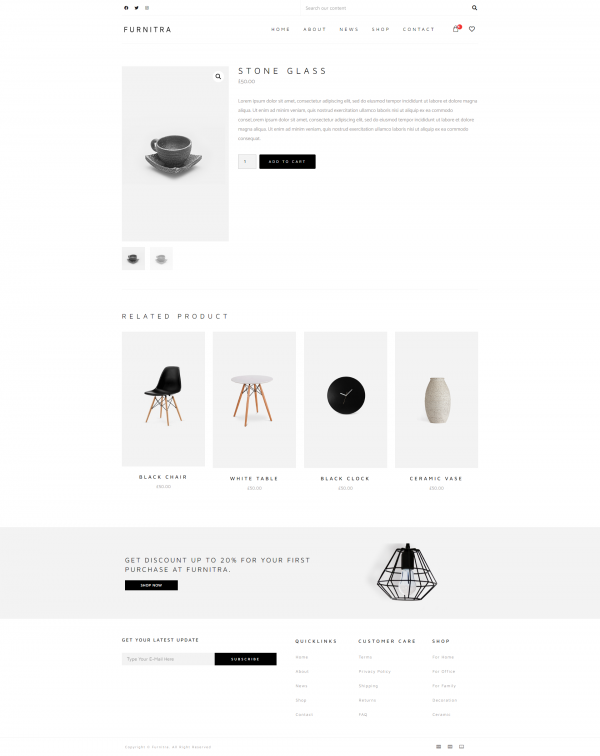 Search our content
FURNITRA
HOME ABOUT NEWS SHOP CONTACT
STONE GLASS
£50.00
Lorem ipsum dolor sit amet, consectetur adipiscing elit, sed do eiusmod tempor incididunt ut labore et dolore magna
aliqua. Ut enim ad minim veniam, quis nostrud exercitation ullamco laboris nisi ut aliquip ex ea commodo
consec.orem ipsum dolor sit amet, consectetur adipiscing elit, sed do eiusmod tempor incididunt ut labore et dolore
magna aliqua. Ut enim ad minim veniam, quis nostrud exercitation ullamco laboris nisi ut aliquip ex ea commodo
consequat.
1 ADD TO CART
RELATED PRODUCT
BLACK CHAIR
£50.00
WHITE TABLE
£50.00
BLACK CLOCK
£50.00
CERAMIC VASE
£50.00
GET DISCOUNT UP TO 20% FOR YOUR FIRST
PURCHASE AT FURNITRA.
SHOP NOW
GET YOUR LATEST UPDATE
Type Your E-Mail Here
SUBSCRIBE
QUICKLINKS
Home
About
News
Shop
Contact
CUSTOMER CARE
Terms
Privacy Policy
Shipping
Returns
FAQ
SHOP
For Home
For Office
For Family
Decoration
Careers
Copyright © Furnitra, All Right Reserved